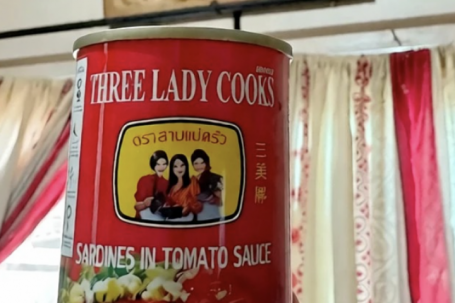 THREE LADY COOKS
ตราสามแม่ครัว
三
美
SARDINES IN TOMATO SAUCE